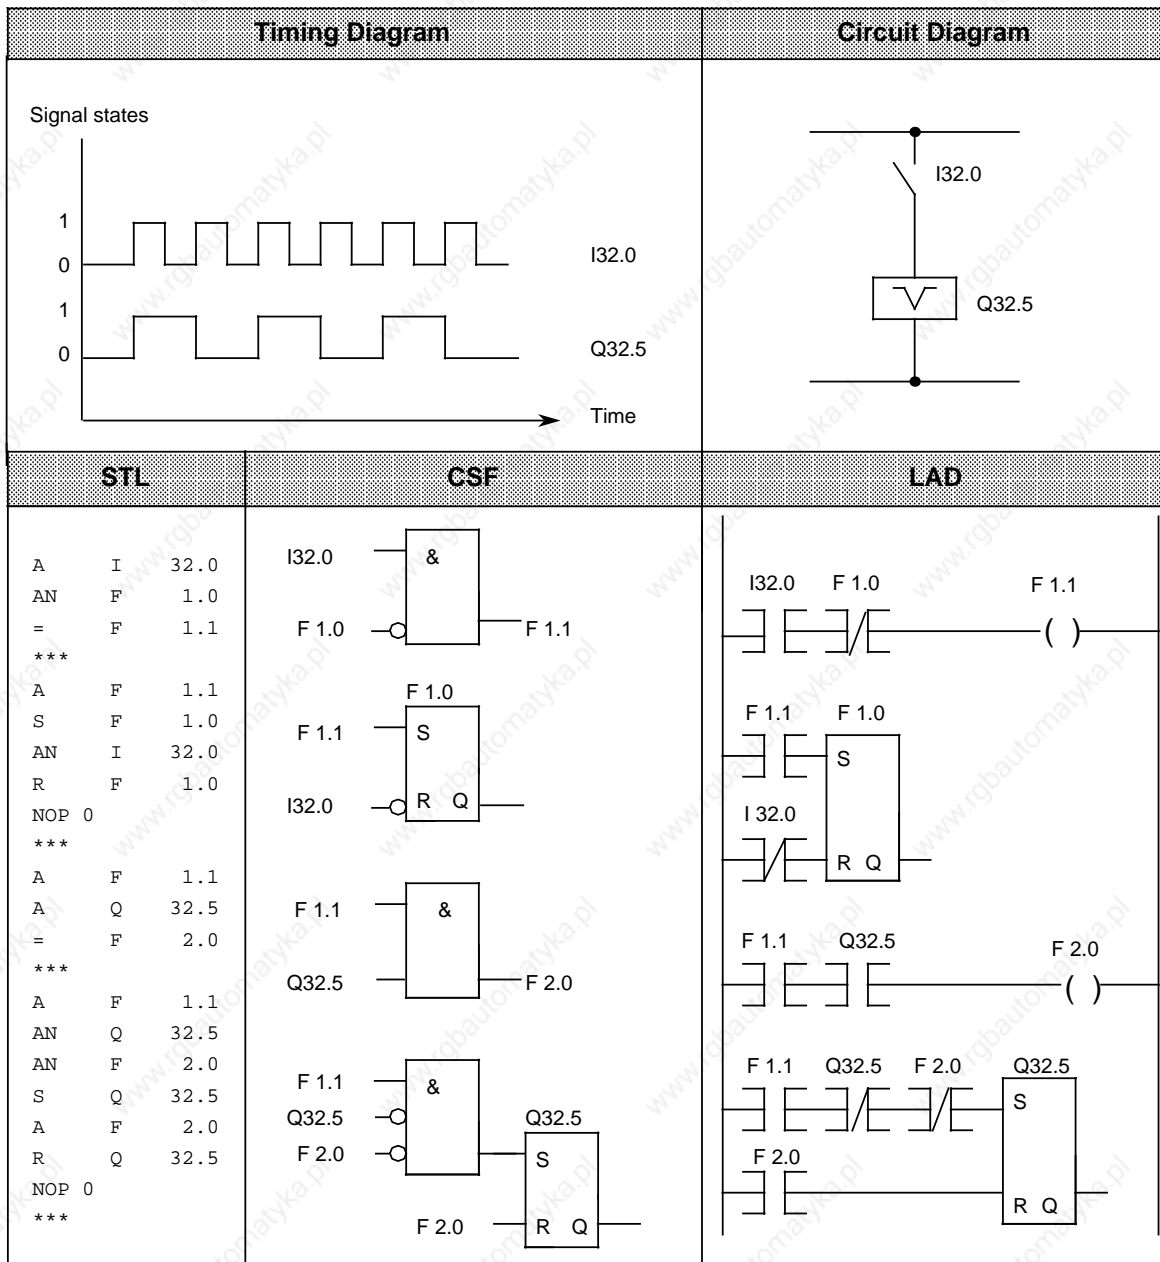 Timing Diagram
Circuit Diagram
Signal states
1
0
I32.0
1
0
Q32.5
Time
I32.0
Q32.5
STL
CSF
LAD
A I 32.0
AN F 1.0
= F 1.1
***
A F 1.1
S F 1.0
AN I 32.0
R F 1.0
NOP 0
***
A F 1.1
A Q 32.5
= F 2.0
***
A F 1.1
AN Q 32.5
AN F 2.0
S Q 32.5
A F 2.0
R Q 32.5
NOP 0
***
I32.0 &
F 1.0 F 1.1
F 1.0
F 1.1 S
I32.0 R Q
F 1.1 &
Q32.5 F 2.0
F 1.1 &
Q32.5 Q32.5
F 2.0 S
F 2.0 R Q
I32.0 F 1.0 F 1.1
( )
F 1.1 F 1.0
S
I 32.0
R Q
F 1.1 Q32.5 F 2.0
( )
F 1.1 Q32.5 F 2.0 Q32.5
S
F 2.0
R Q
www.rgbautomatyka.pl